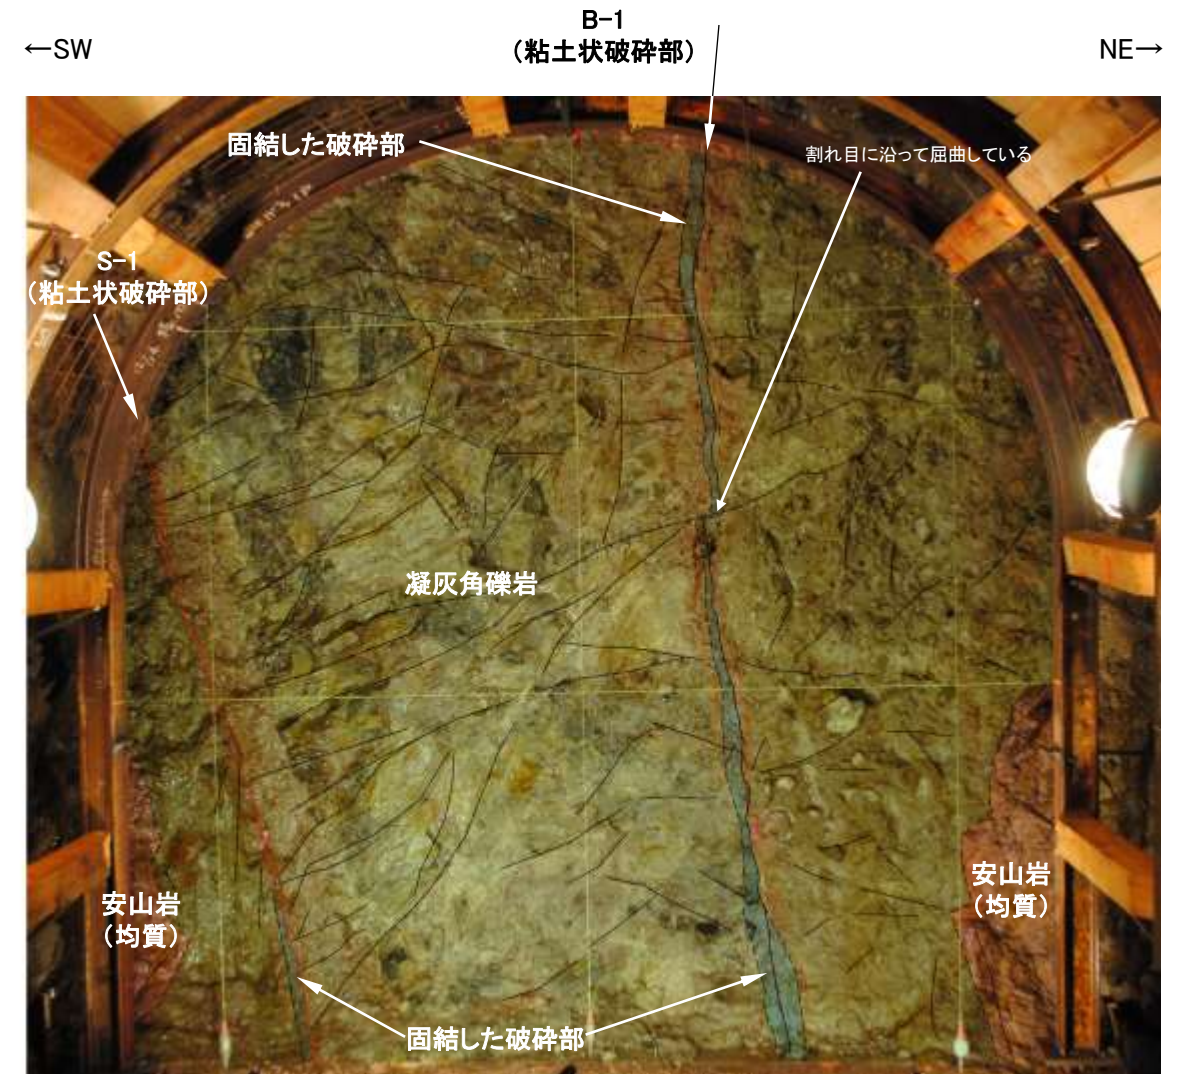 B-1
(粘土状破砕部)
←SW
NE→
固結した破砕部
割れ目に沿って屈曲している
S-1
(粘土状破砕部)
凝灰角礫岩
安山岩
(均質)
安山岩
(均質)
固結した破砕部